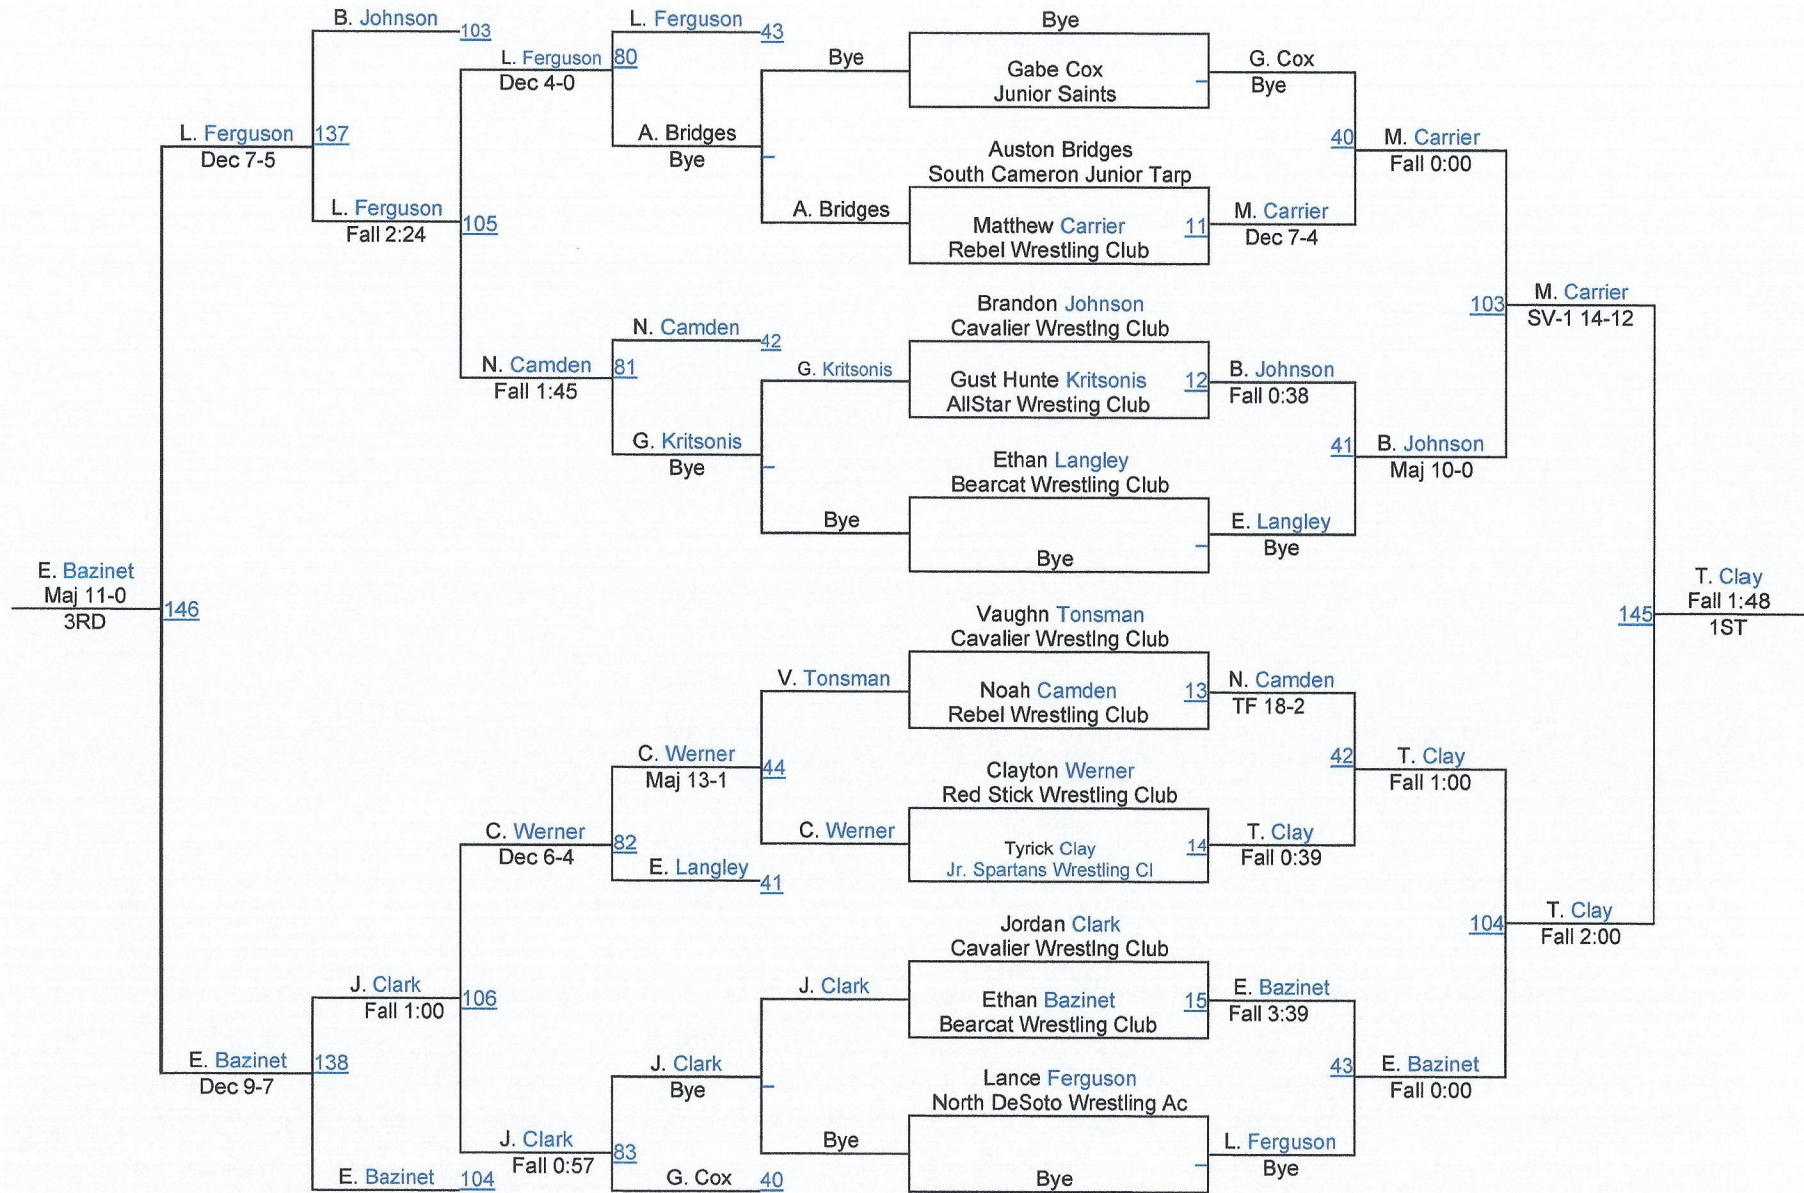 B. Johnson
103
L. Ferguson
Dec 7-5
137
L. Ferguson
Fall 2:24
105
L. Ferguson
Dec 4-0
80
L. Ferguson
43
A. Bridges
Bye
-
Bye
A. Bridges
N. Camden
Fall 1:45
81
N. Camden
42
G. Kritsonis
Bye
-
G. Kritsonis
Bye
E. Bazinet
Maj 11-0
3RD
146
V. Tonsman
C. Werner
Maj 13-1
44
C. Werner
C. Werner
Dec 6-4
82
E. Langley
41
J. Clark
Fall 1:00
106
E. Bazinet
Dec 9-7
138
J. Clark
J. Clark
Bye
-
Bye
J. Clark
Fall 0:57
83
E. Bazinet
104
G. Cox
40
Bye
Gabe Cox
Junior Saints
-
G. Cox
Bye
Auston Bridges
South Cameron Junior Tarp
Matthew Carrier
Rebel Wrestling Club
11
M. Carrier
Dec 7-4
40
M. Carrier
Fall 0:00
Brandon Johnson
Cavalier Wrestlng Club
Gust Hunte Kritsonis
AllStar Wresting Club
12
B. Johnson
Fall 0:38
Ethan Langley
Bearcat Wrestling Club
Bye
-
E. Langley
Bye
41
B. Johnson
Maj 10-0
103
M. Carrier
SV-1 14-12
Vaughn Tonsman
Cavalier Wrestlng Club
Noah Camden
Rebel Wrestling Club
13
N. Camden
TF 18-2
Clayton Werner
Red Stick Wrestling Club
Tyrick Clay
Jr. Spartans Wrestling Cl
14
T. Clay
Fall 0:39
42
T. Clay
Fall 1:00
Jordan Clark
Cavalier Wrestlng Club
Ethan Bazinet
Bearcat Wrestling Club
15
E. Bazinet
Fall 3:39
Lance Ferguson
North DeSoto Wrestling Ac
Bye
-
L. Ferguson
Bye
43
E. Bazinet
Fall 0:00
104
T. Clay
Fall 2:00
145
T. Clay
Fall 1:48
1ST